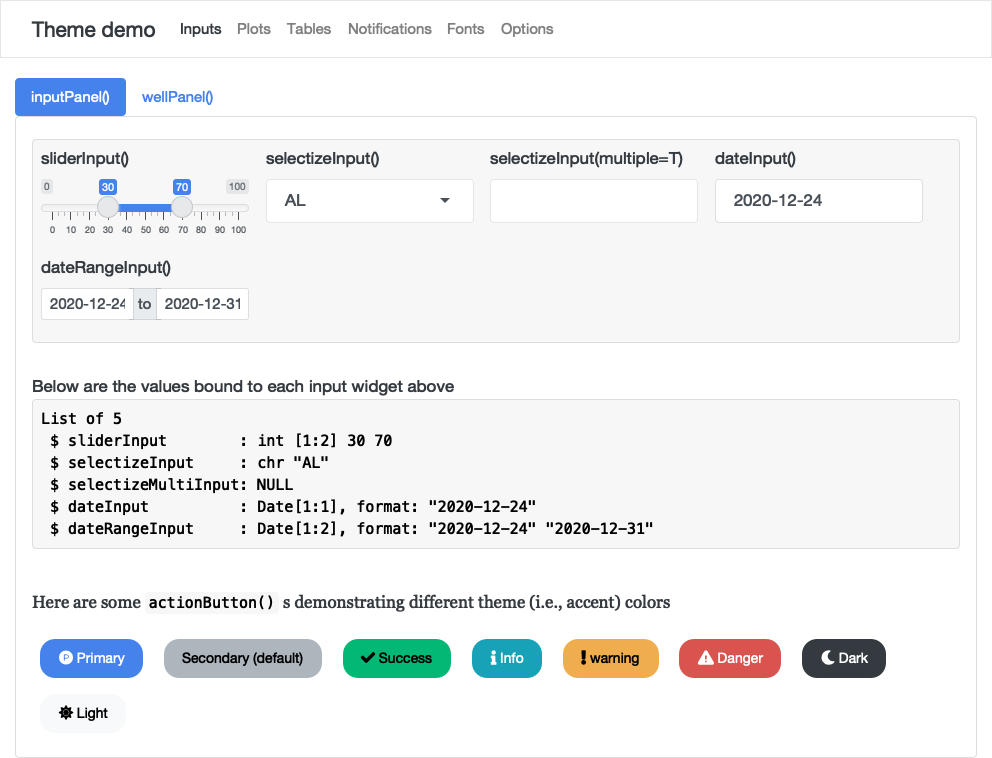 Theme demo Inputs Plots Tables Notifications Fonts Options
inputPanel() wellPanel()
sliderInput() selectizeInput() selectizeInput(multiple=T) dateInput()
0 30 70 100
AL 2020-12-24
0 10 20 30 40 50 60 70 80 90 100
dateRangeInput()
2020-12-24 to 2020-12-31
Below are the values bound to each input widget above
List of 5
$ sliderInput : int [1:2] 30 70
$ selectizeInput : chr "AL"
$ selectizeMultiInput: NULL
$ dateInput : Date[1:1], format: "2020-12-24"
$ dateRangeInput : Date[1:2], format: "2020-12-24" "2020-12-31"
Here are some actionButton() s demonstrating different theme (i.e., accent) colors
Primary Secondary (default) Success Info warning Danger Dark
Light